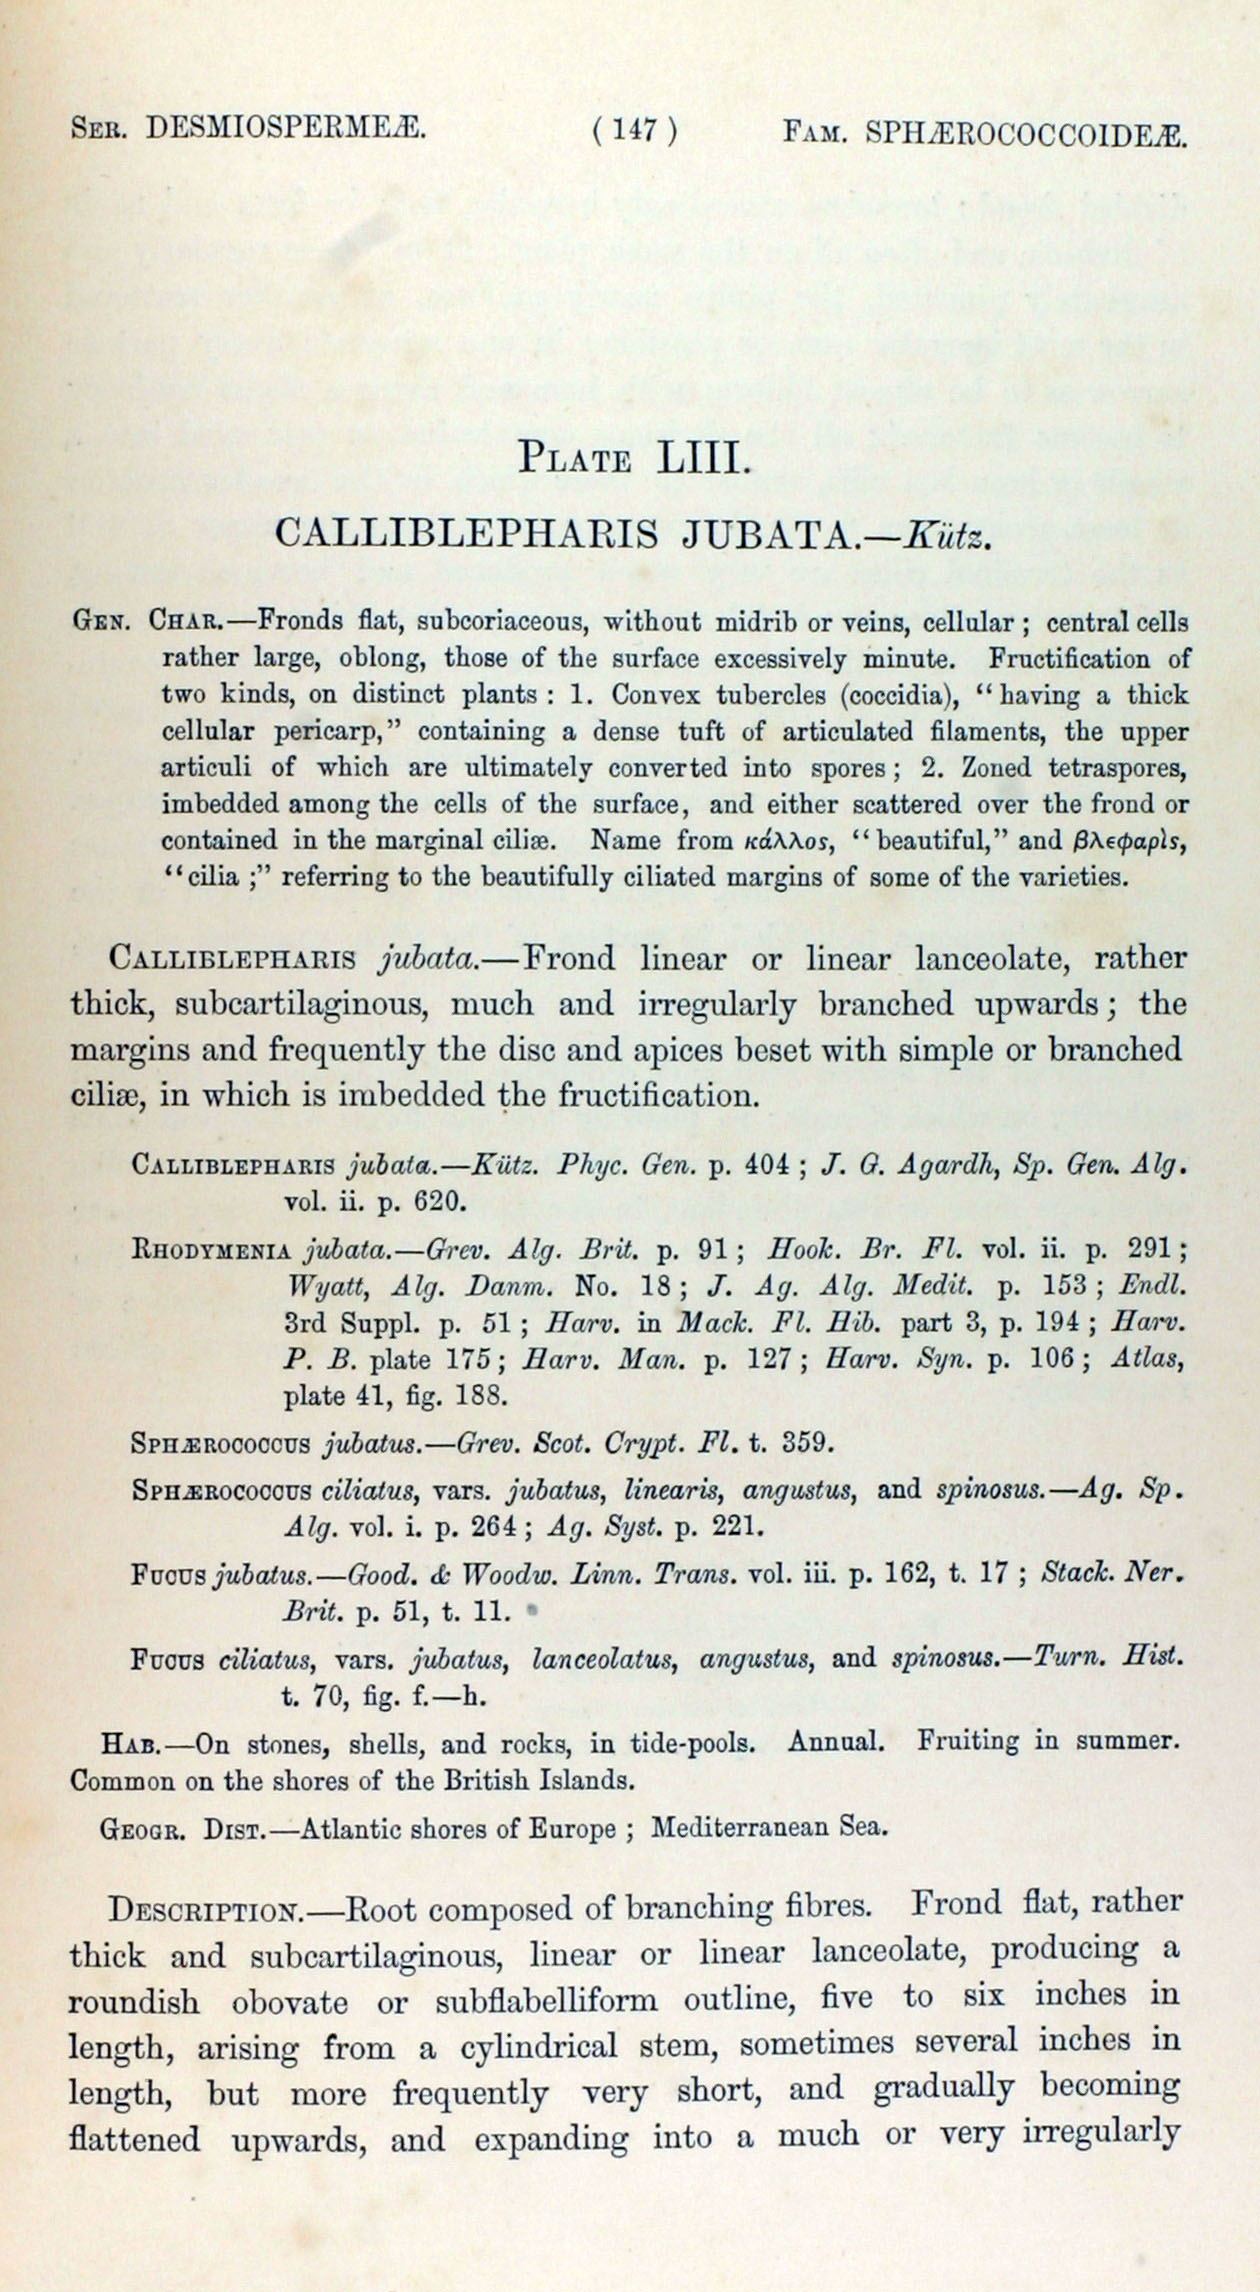 SER. DESMIOSPERMEÆ. (147) FAM. SPHÆROCOCCOIDEÆ.
PLATE LIII.
CALLIBLEPHARIS JUBATA.—Kütz.
GEN. CHAR.—Fronds flat, subcoriaceous, without midrib or veins, cellular; central cells
rather large, oblong, those of the surface excessively minute. Fructification of
two kinds, on distinct plants: 1. Convex tubercles (coccidia), "having a thick
cellular pericarp," containing a dense tuft of articulated filaments, the upper
articuli of which are ultimately converted into spores; 2. Zoned tetraspores,
imbedded among the cells of the surface, and either scattered over the frond or
contained in the marginal ciliæ. Name from κάλλος, "beautiful," and βλεφαρὶς,
"cilia;" referring to the beautifully ciliated margins of some of the varieties.
CALLIBLEPHARIS jubata.—Frond linear or linear lanceolate, rather
thick, subcartilaginous, much and irregularly branched upwards; the
margins and frequently the disc and apices beset with simple or branched
ciliæ, in which is imbedded the fructification.
CALLIBLEPHARIS jubata.—Kütz. Phyc. Gen. p. 404; J. G. Agardh, Sp. Gen. Alg.
vol. ii. p. 620.
RHODYMENIA jubata.—Grev. Alg. Brit. p. 91; Hook. Br. Fl. vol. ii. p. 291;
Wyatt, Alg. Danm. No. 18; J. Ag. Alg. Medit. p. 153; Endl.
3rd Suppl. p. 51; Harv. in Mack. Fl. Hib. part 3, p. 194; Harv.
P. B. plate 175; Harv. Man. p. 127; Harv. Syn. p. 106; Atlas,
plate 41, fig. 188.
SPHÆROCOCCUS jubatus.—Grev. Scot. Crypt. Fl. t. 359.
SPHÆROCOCCUS ciliatus, vars. jubatus, linearis, angustus, and spinosus.—Ag. Sp.
Alg. vol. i. p. 264; Ag. Syst. p. 221.
FUCUS jubatus.—Good. & Woodw. Linn. Trans. vol. iii. p. 162, t. 17; Stack. Ner.
Brit. p. 51, t. 11.
FUCUS ciliatus, vars. jubatus, lanceolatus, angustus, and spinosus.—Turn. Hist.
t. 70, fig. f.—h.
HAB.—On stones, shells, and rocks, in tide-pools. Annual. Fruiting in summer.
Common on the shores of the British Islands.
GEOGR. DIST.—Atlantic shores of Europe; Mediterranean Sea.
DESCRIPTION.—Root composed of branching fibres. Frond flat, rather
thick and subcartilaginous, linear or linear lanceolate, producing a
roundish obovate or subflabelliform outline, five to six inches in
length, arising from a cylindrical stem, sometimes several inches in
length, but more frequently very short, and gradually becoming
flattened upwards, and expanding into a much or very irregularly